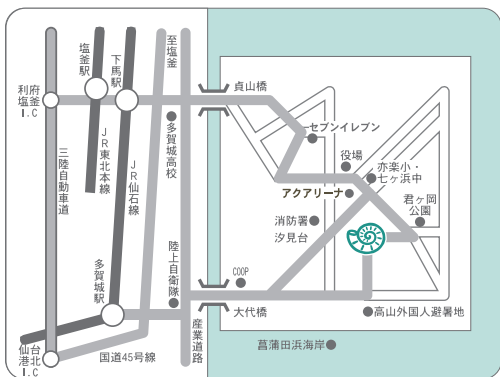 塩釜駅
下馬駅
至塩釜
利府
塩釜
I.C
貞山橋
セブンイレブン
多賀城高校
JR東北本線
JR仙石線
三陸自動車道
役場
亦楽小・
七ヶ浜中
アクアリーナ
君ヶ岡
公園
消防署
汐見台
多賀城駅
陸上自衛隊
COOP
大代橋
高山外国人避暑地
産業道路
国道45号線
仙台
港北
I.C
菖蒲田浜海岸